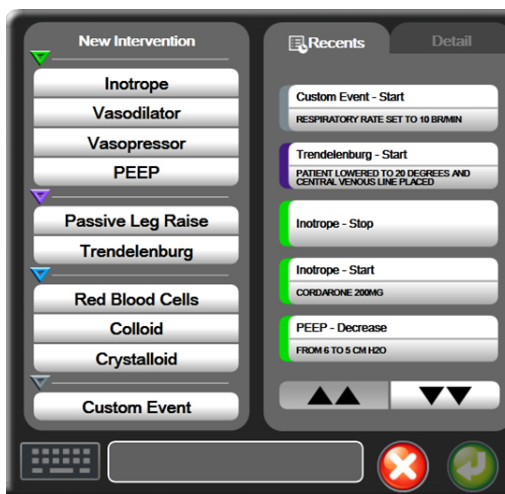 New Intervention
Inotrope
Vasodilator
Vasopressor
PEEP
Passive Leg Raise
Trendelenburg
Red Blood Cells
Colloid
Crystalloid
Custom Event
Recents
Detail
Custom Event - Start
RESPIRATORY RATE SET TO 10 BR/MIN
Trendelenburg - Start
PATIENT LOWERED TO 20 DEGREES AND
CENTRAL VENOUS LINE PLACED
Inotrope - Stop
Inotrope - Start
CORDARONE 200MG
PEEP - Decrease
FROM 6 TO 5 CM H2O